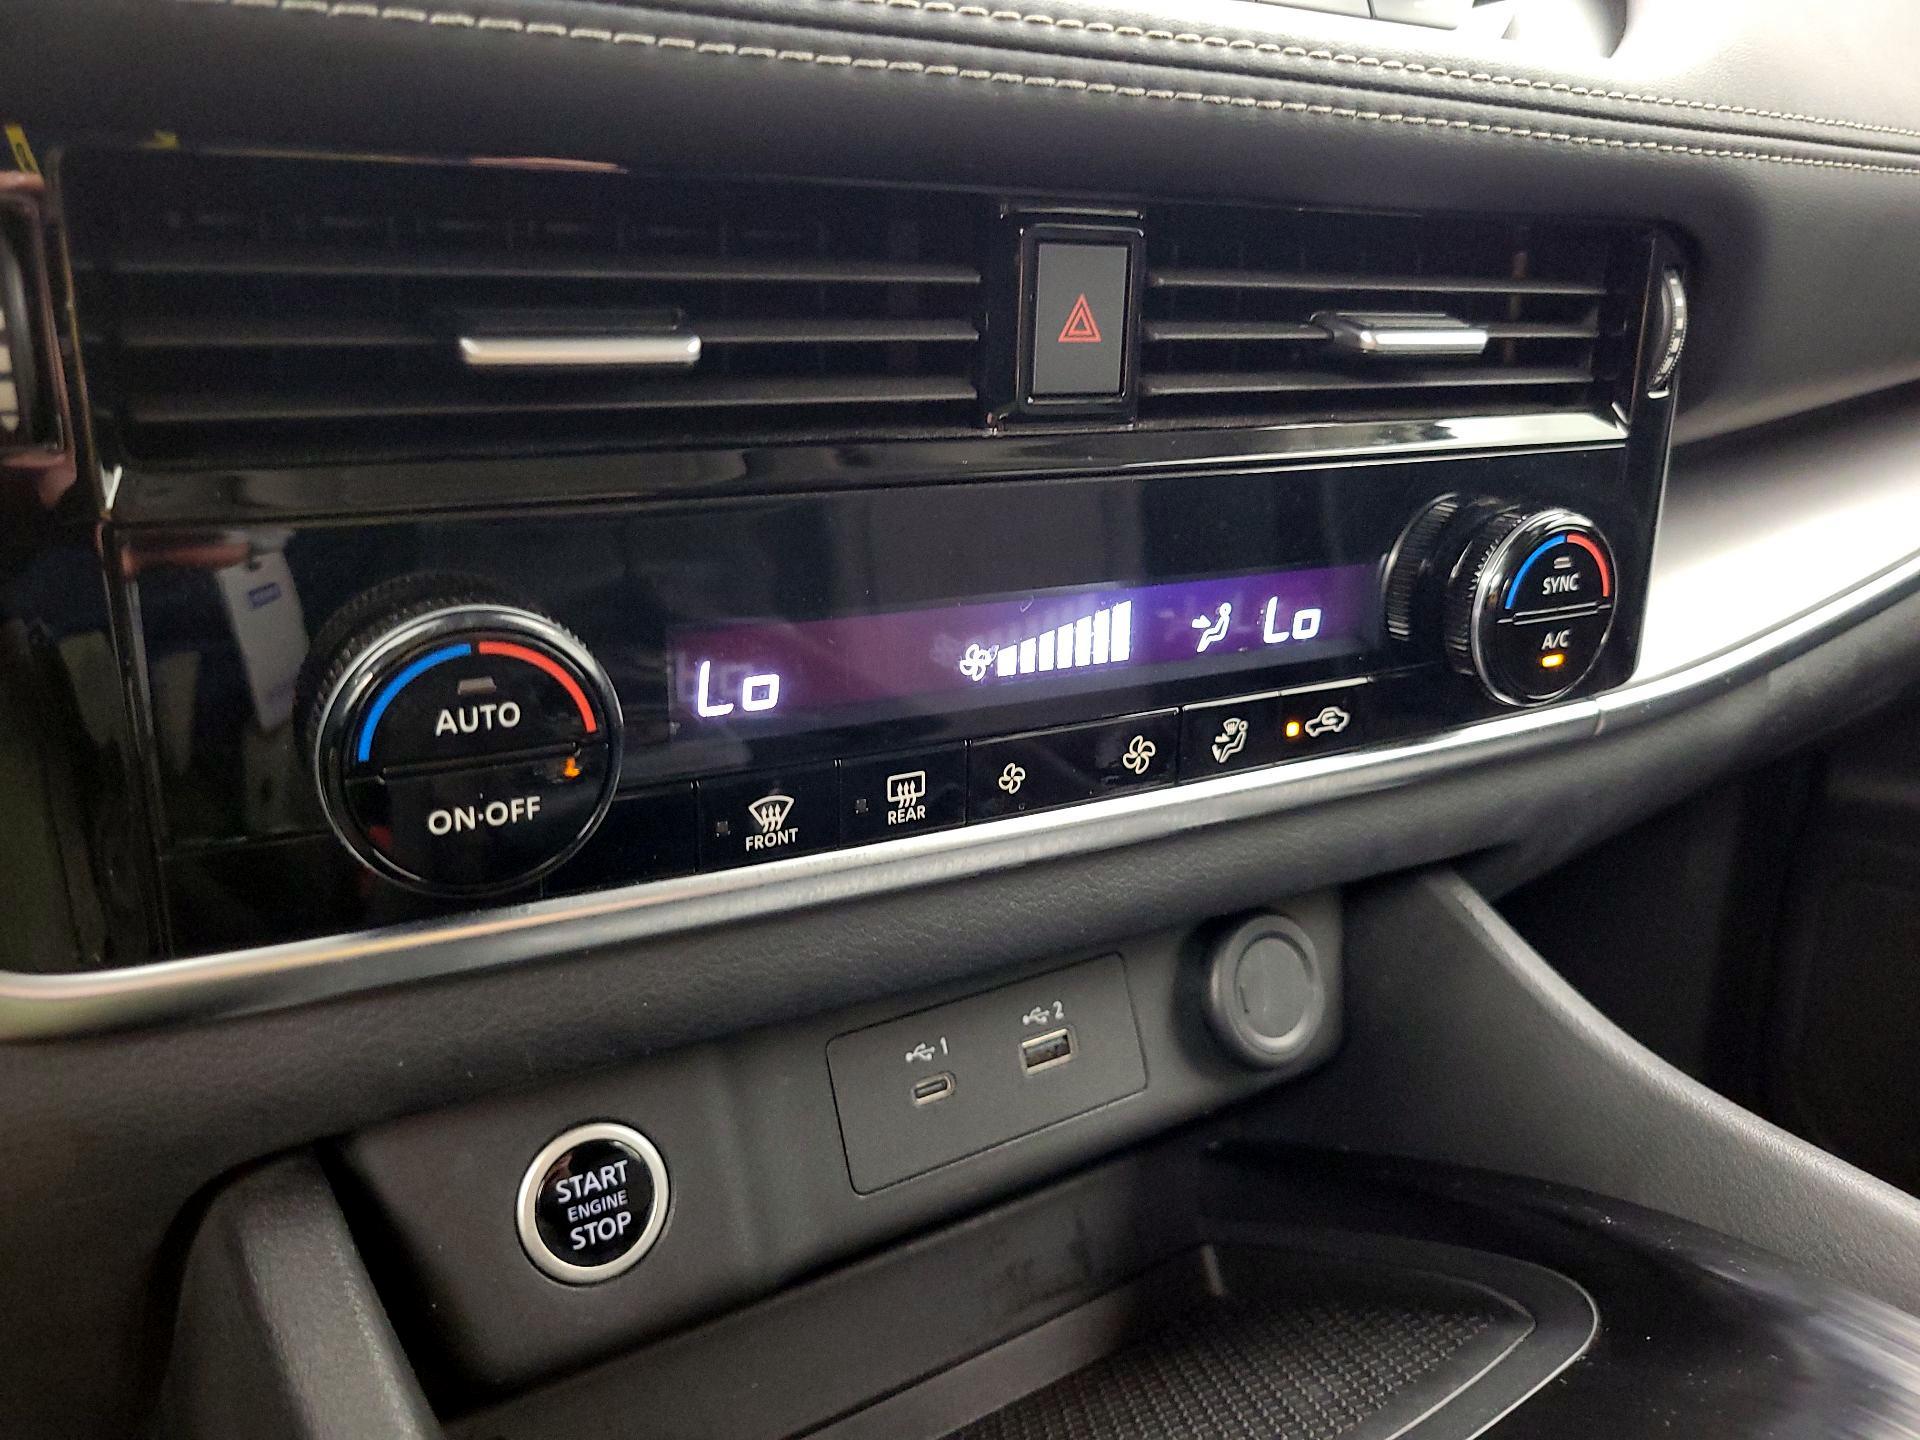 Lo
Lo
SYNC
A/C
AUTO
ON·OFF
FRONT
REAR
1
2
START
ENGINE
STOP